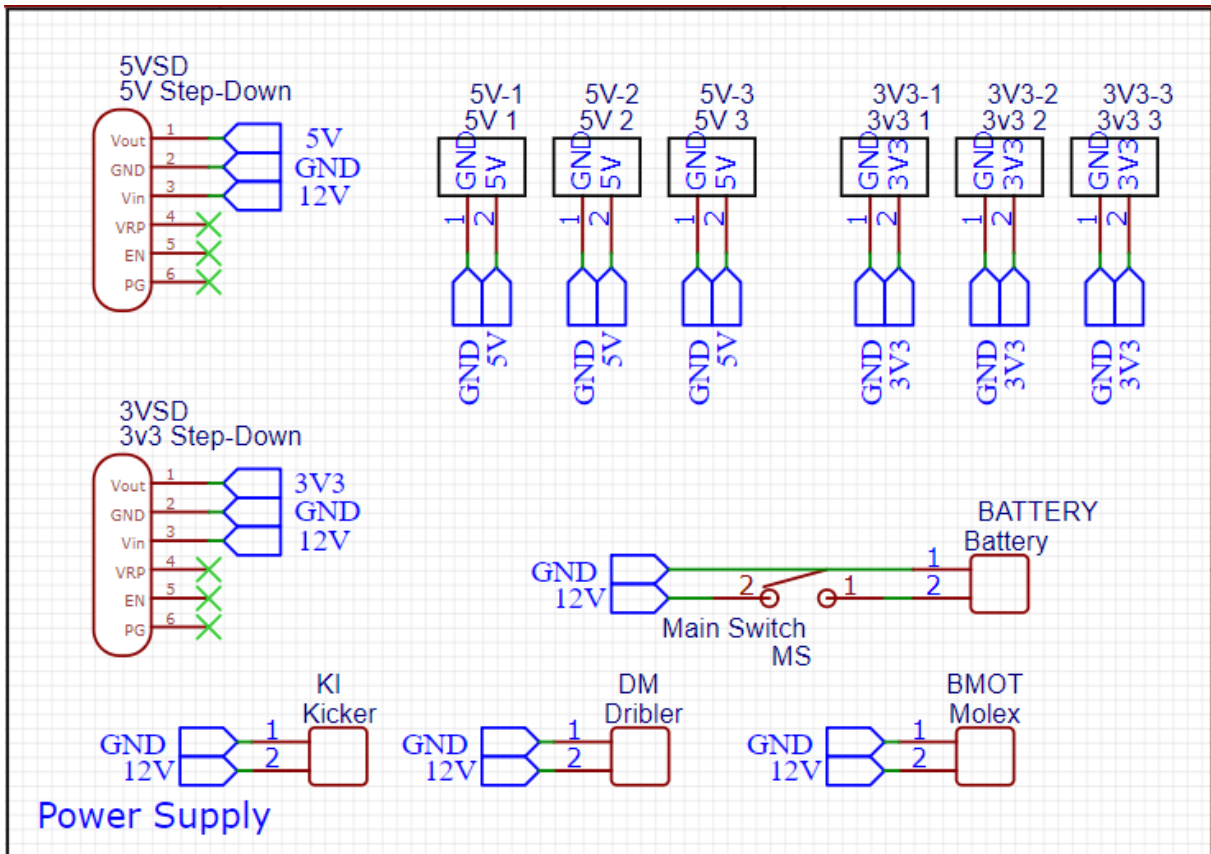 5VSD
5V Step-Down
Vout 1 5V
GND 2 GND
Vin 3 12V
VRP 4
EN 5
PG 6
5V-1
5V 1
GND 5V
1 2
GND 5V
5V-2
5V 2
GND 5V
1 2
GND 5V
5V-3
5V 3
GND 5V
1 2
GND 5V
3V3-1
3v3 1
GND 3V3
1 2
GND 3V3
3V3-2
3v3 2
GND 3V3
1 2
GND 3V3
3V3-3
3v3 3
GND 3V3
1 2
GND 3V3
3VSD
3v3 Step-Down
Vout 1 3V3
GND 2 GND
Vin 3 12V
VRP 4
EN 5
PG 6
BATTERY
Battery
GND 1
12V 2 1 2
Main Switch
MS
KI
Kicker
GND 1
12V 2
DM
Dribler
GND 1
12V 2
BMOT
Molex
GND 1
12V 2
Power Supply